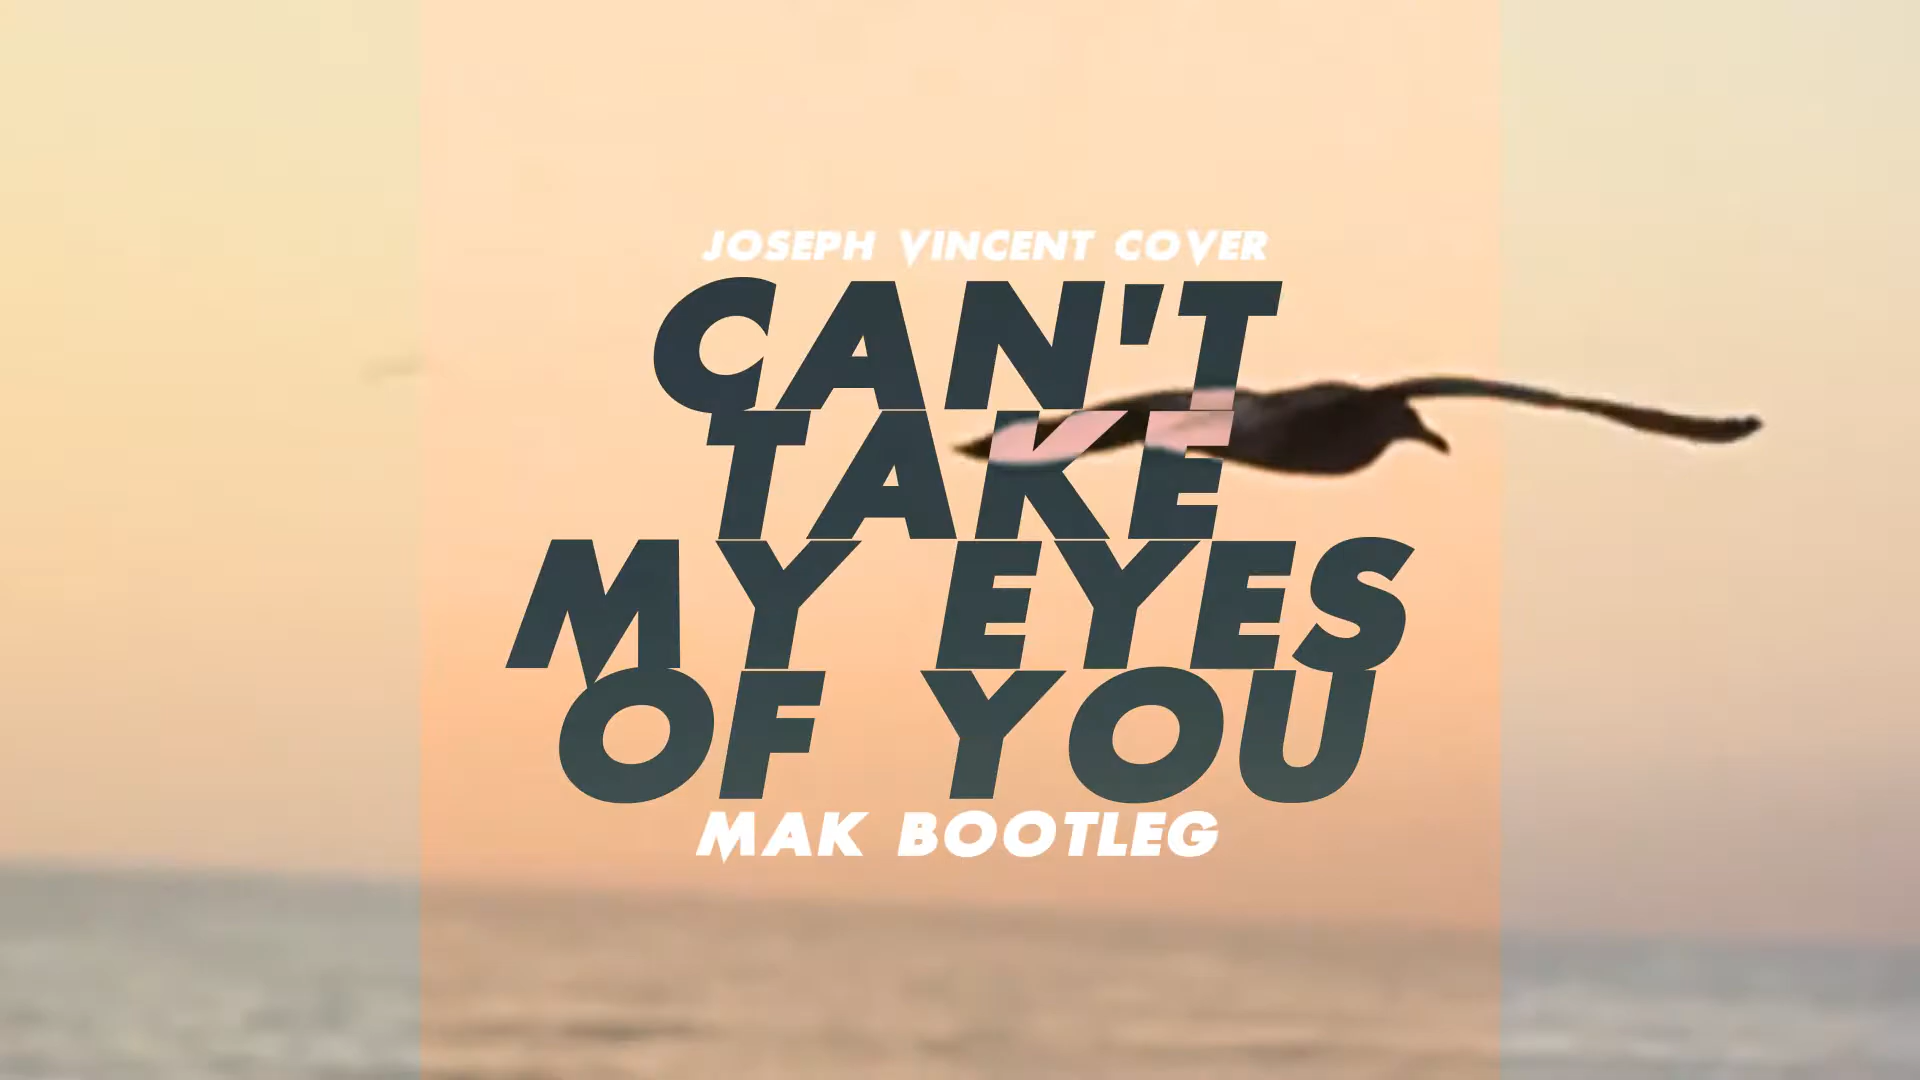 JOSEPH VINCENT COVER
CAN'T
TAKE
MY EYES
OF YOU
MAK BOOTLEG